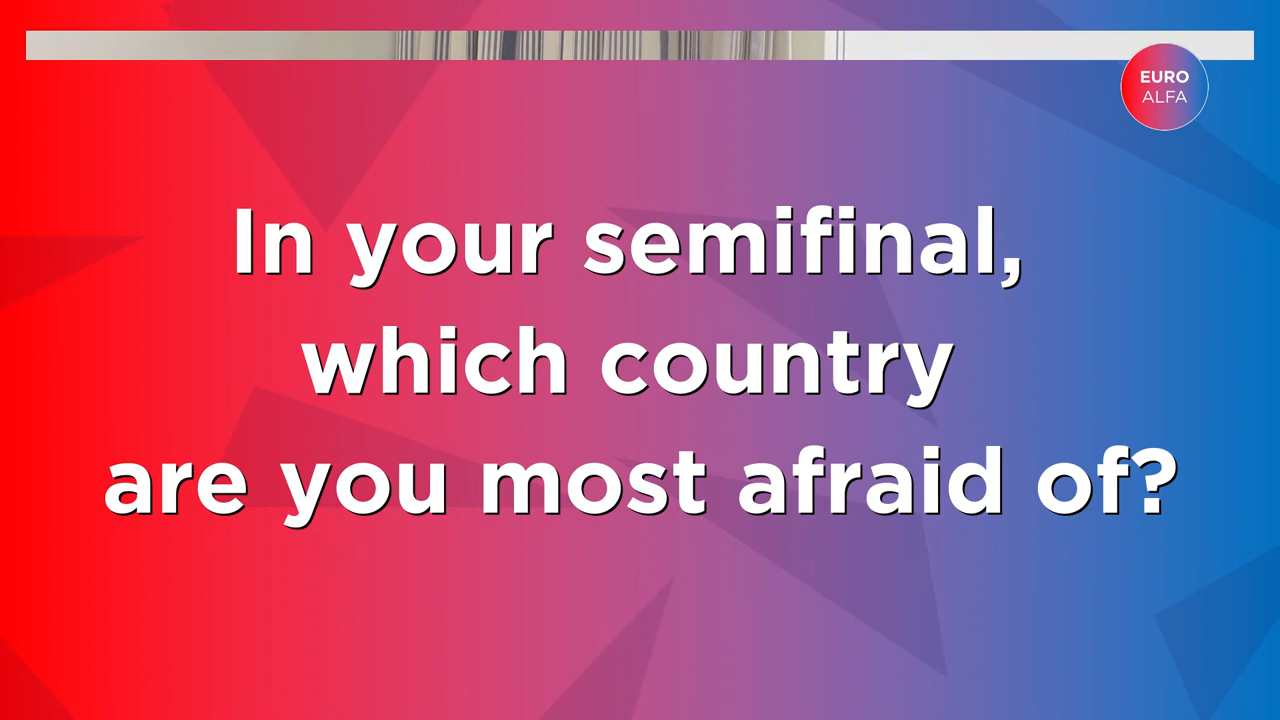 EURO
ALFA
In your semifinal,
which country
are you most afraid of?